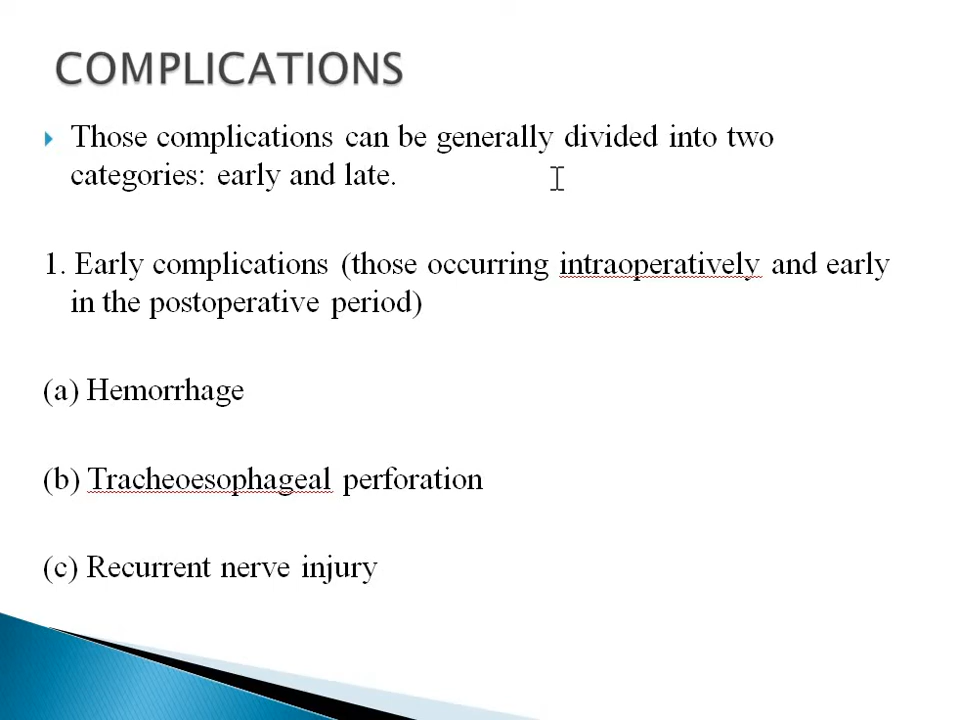 COMPLICATIONS
Those complications can be generally divided into two
categories: early and late.
1. Early complications (those occurring intraoperatively and early
in the postoperative period)
(a) Hemorrhage
(b) Tracheoesophageal perforation
(c) Recurrent nerve injury